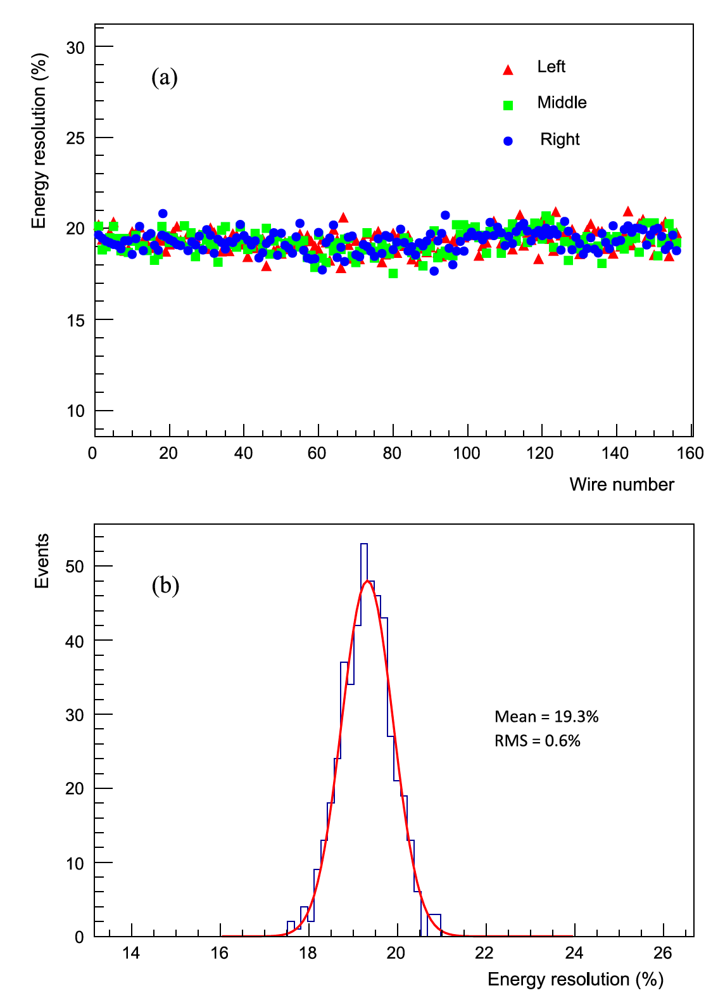 Energy resolution (%)
30
25
20
15
10
(a)
Left
Middle
Right
0 20 40 60 80 100 120 140 160
Wire number
Events
50
40
30
20
10
0
(b)
Mean = 19.3%
RMS = 0.6%
14 16 18 20 22 24 26
Energy resolution (%)